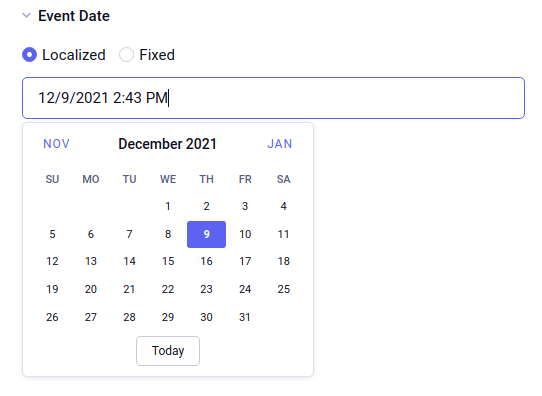 Event Date
Localized Fixed
12/9/2021 2:43 PM
NOV December 2021 JAN
SU MO TU WE TH FR SA
1 2 3 4
5 6 7 8 9 10 11
12 13 14 15 16 17 18
19 20 21 22 23 24 25
26 27 28 29 30 31
Today